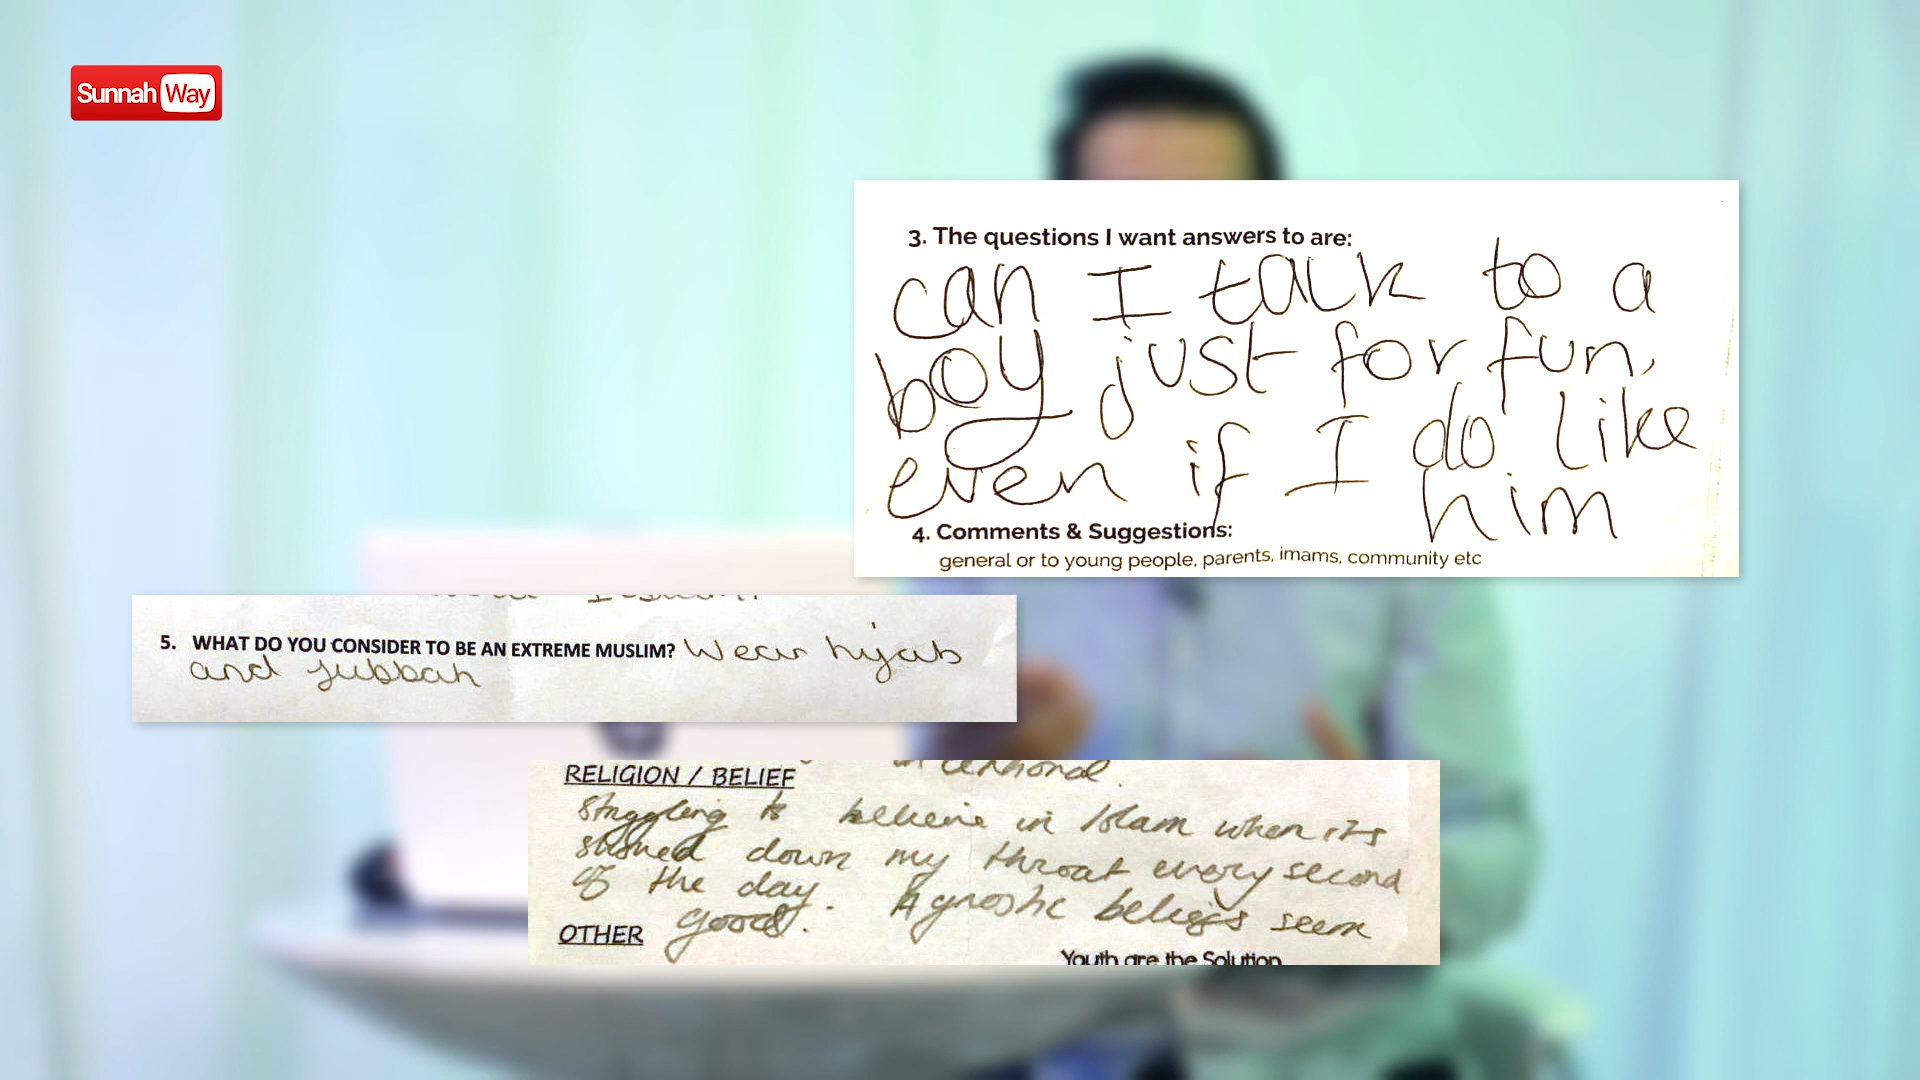 Sunnah Way
3. The questions I want answers to are:
can I talk to a
boy just for fun,
even if I do like
him
4. Comments & Suggestions:
general or to young people, parents, imams, community etc
5. WHAT DO YOU CONSIDER TO BE AN EXTREME MUSLIM? Wear hijab
and jubbah
RELIGION / BELIEF
struggling to believe in Islam when its
shoved down my throat every second
of the day. Agnostic beliefs seem
good.
OTHER
Youth are the Solution